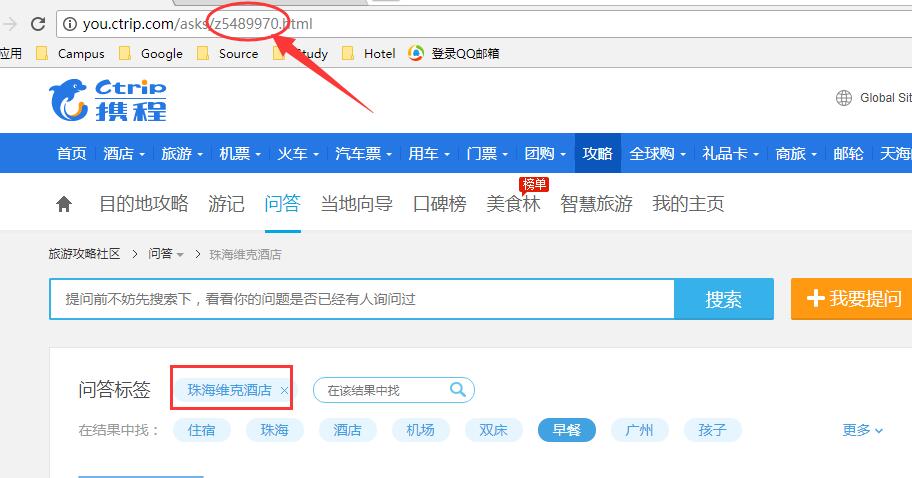 you.ctrip.com/asks/z5489970.html
应用 Campus Google Source Study Hotel 登录QQ邮箱
Ctrip
携程
Global Sit
首页 酒店 旅游 机票 火车 汽车票 用车 门票 团购 攻略 全球购 礼品卡 商旅 邮轮 天海
榜单
目的地攻略 游记 问答 当地向导 口碑榜 美食林 智慧旅游 我的主页
旅游攻略社区 > 问答 > 珠海维克酒店
提问前不妨先搜索下，看看你的问题是否已经有人询问过 搜索 +我要提问
问答标签 珠海维克酒店 × 在该结果中找
在结果中找： 住宿 珠海 酒店 机场 双床 早餐 广州 孩子 更多